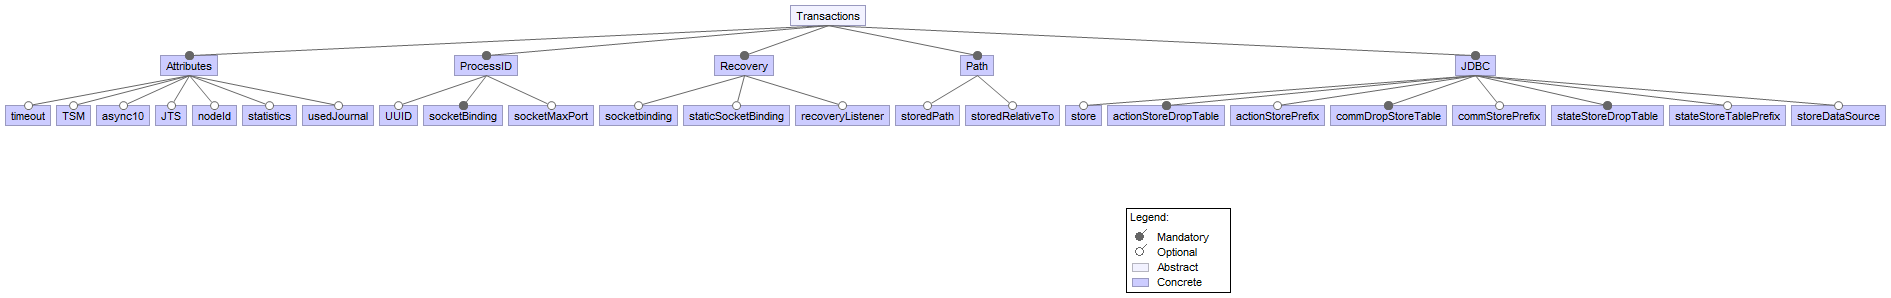 Transactions
Attributes ProcessID Recovery Path JDBC
timeout TSM async10 JTS nodeId statistics usedJournal UUID socketBinding socketMaxPort socketbinding staticSocketBinding recoveryListener storedPath storedRelativeTo store actionStoreDropTable actionStorePrefix commDropStoreTable commStorePrefix stateStoreDropTable stateStoreTablePrefix storeDataSource
Legend:
Mandatory
Optional
Abstract
Concrete